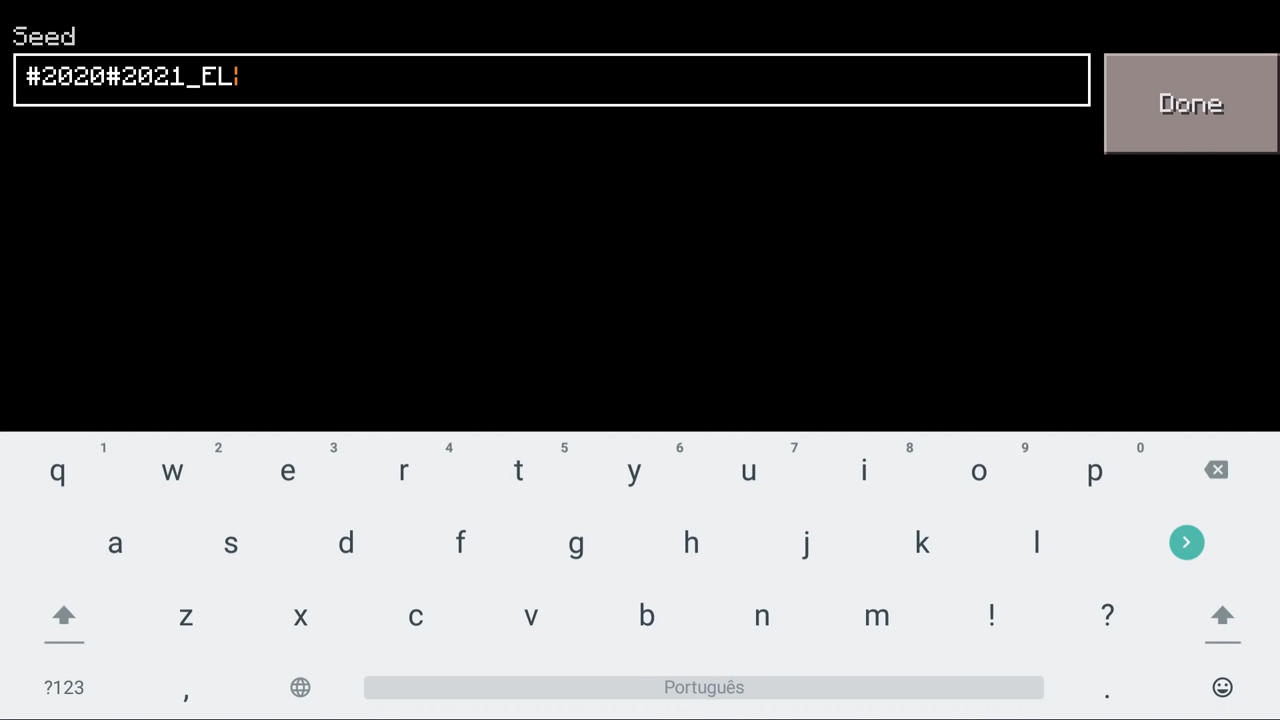 Seed
#2020#2021_EL
Done
1 2 3 4 5 6 7 8 9 0
q w e r t y u i o p
a s d f g h j k l
z x c v b n m ! ?
?123 , Português .